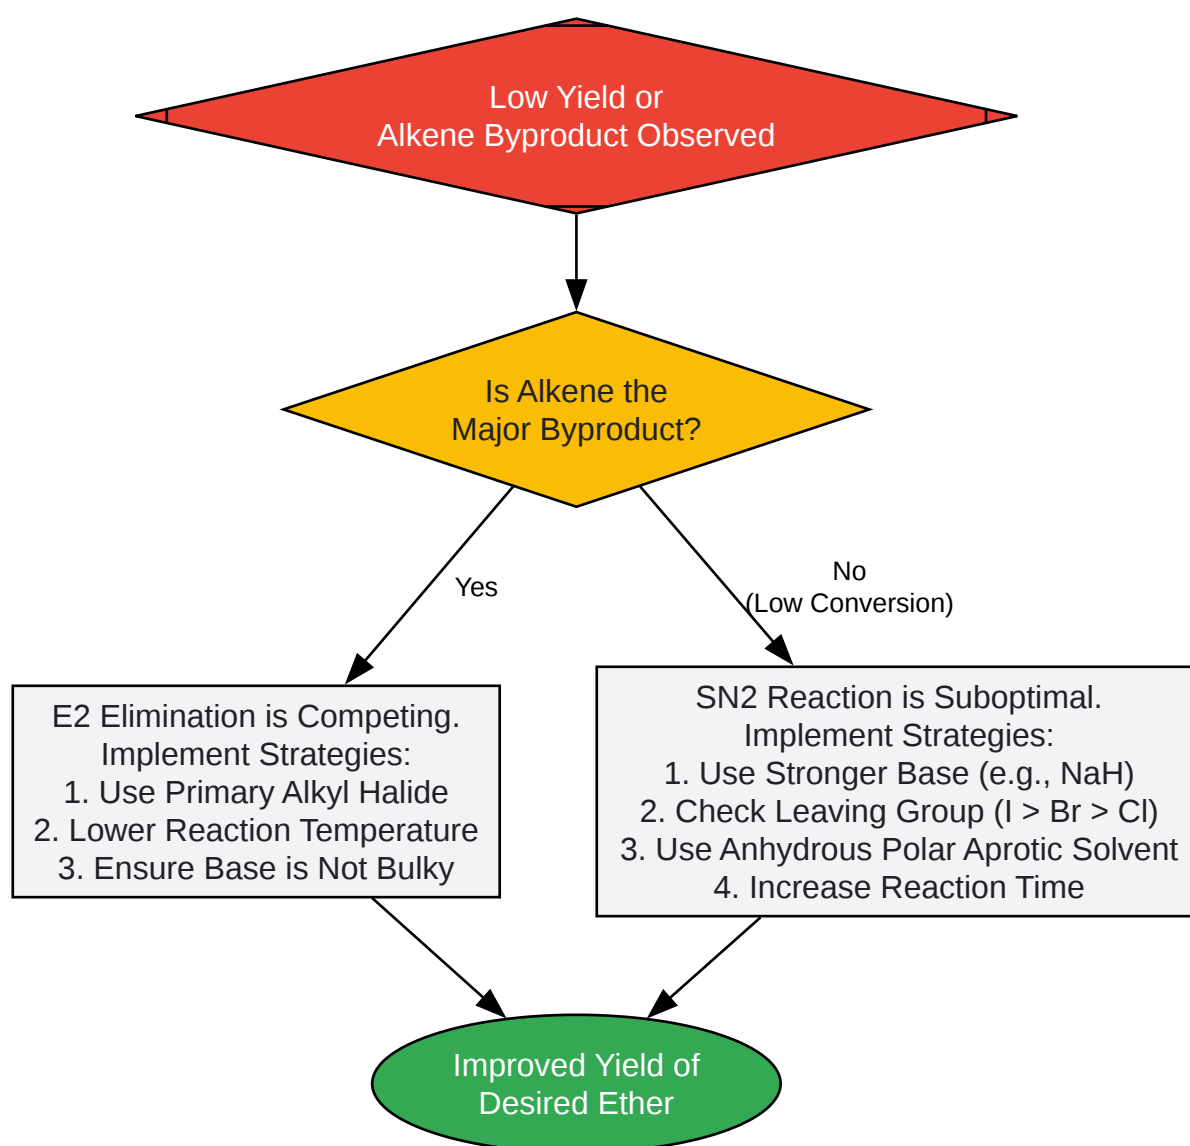 Low Yield or
Alkene Byproduct Observed
Is Alkene the
Major Byproduct?
Yes
No
(Low Conversion)
E2 Elimination is Competing.
Implement Strategies:
1. Use Primary Alkyl Halide
2. Lower Reaction Temperature
3. Ensure Base is Not Bulky
SN2 Reaction is Suboptimal.
Implement Strategies:
1. Use Stronger Base (e.g., NaH)
2. Check Leaving Group (I > Br > Cl)
3. Use Anhydrous Polar Aprotic Solvent
4. Increase Reaction Time
Improved Yield of
Desired Ether